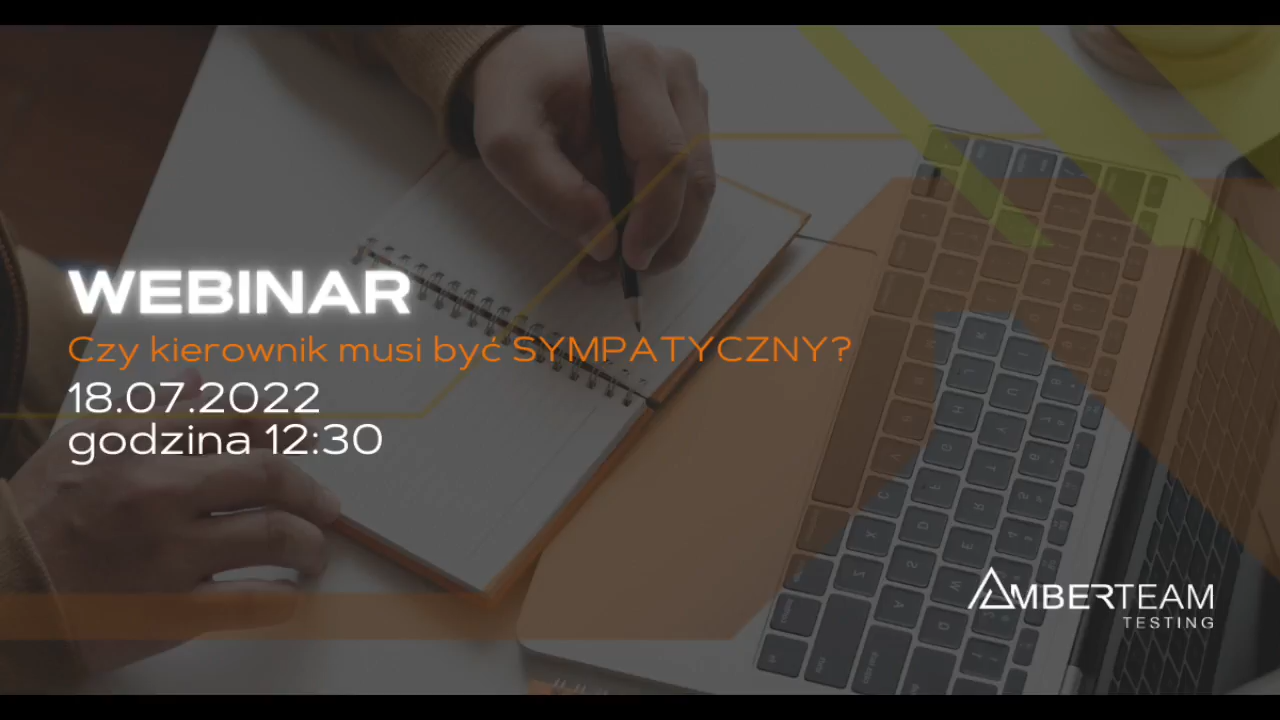 WEBINAR
Czy kierownik musi być SYMPATYCZNY?
18.07.2022
godzina 12:30
AMBERTEAM
TESTING